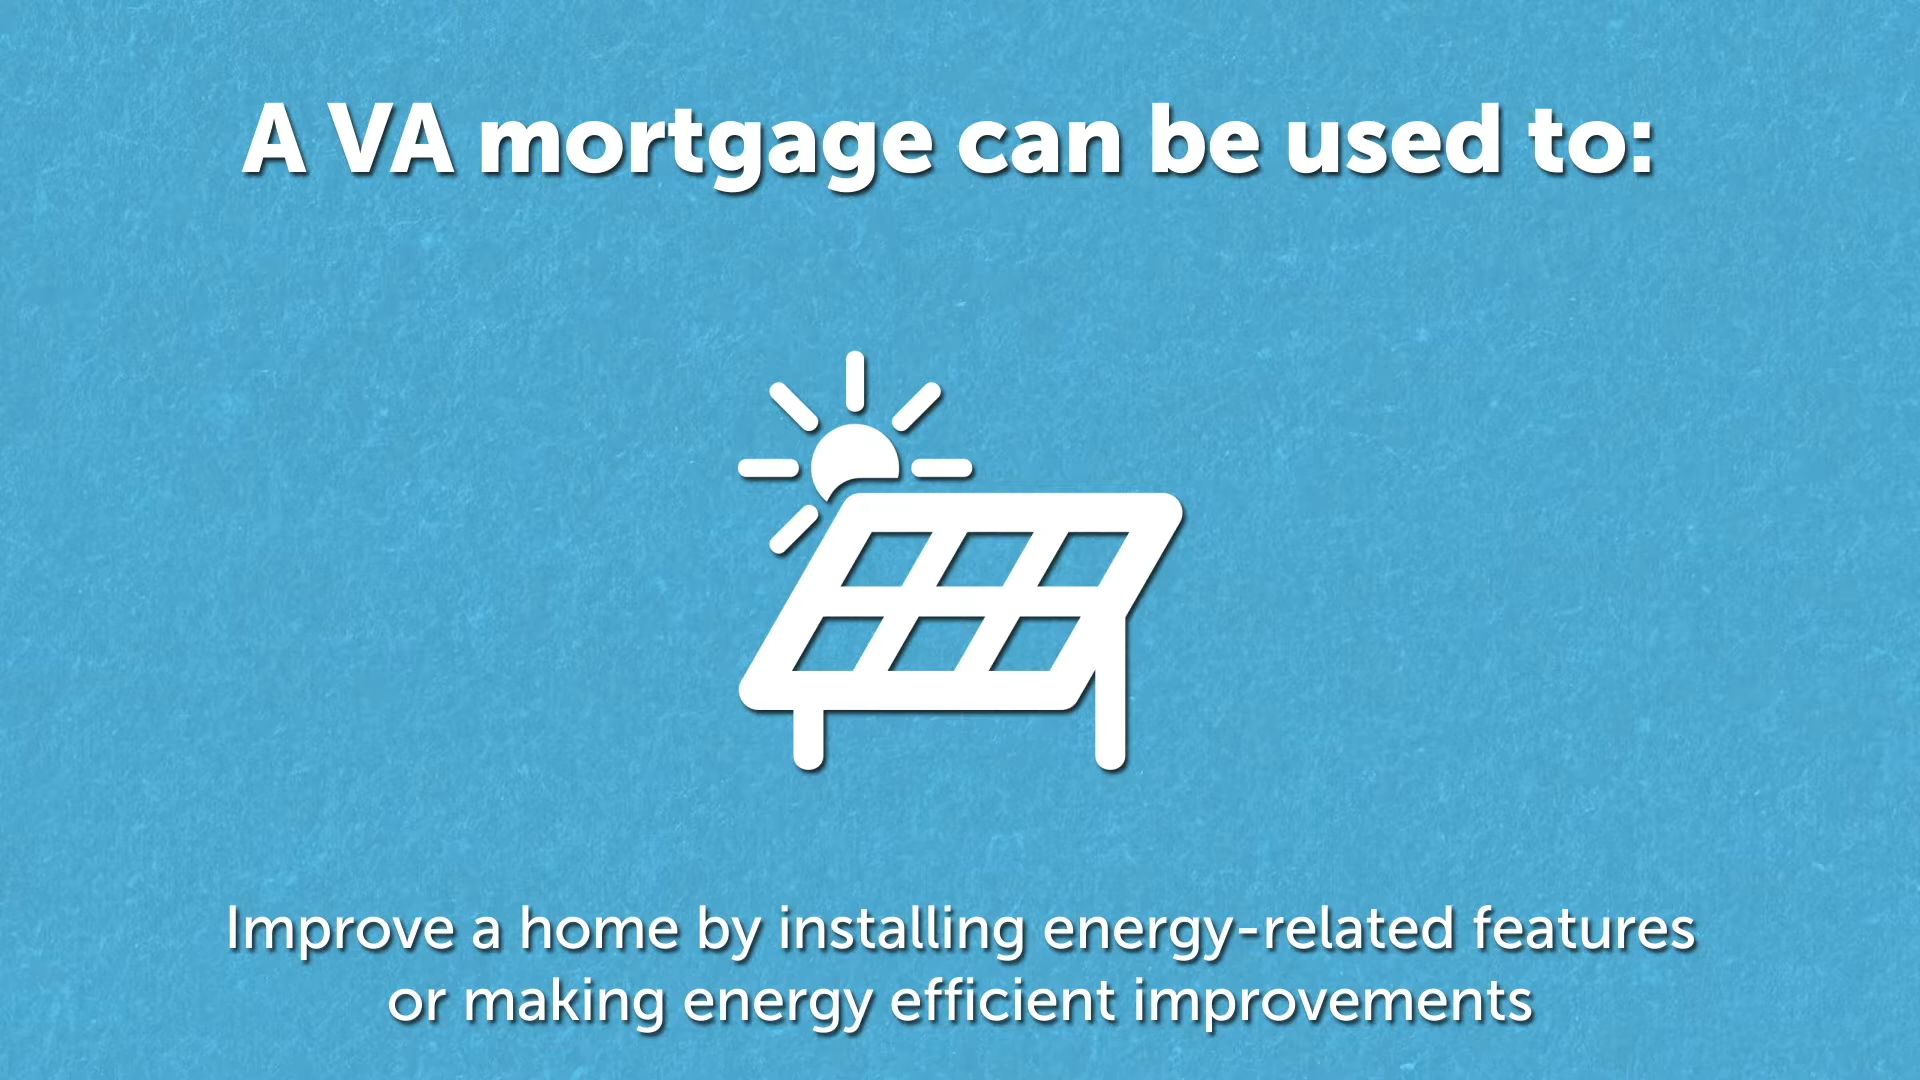 A VA mortgage can be used to:
Improve a home by installing energy-related features
or making energy efficient improvements